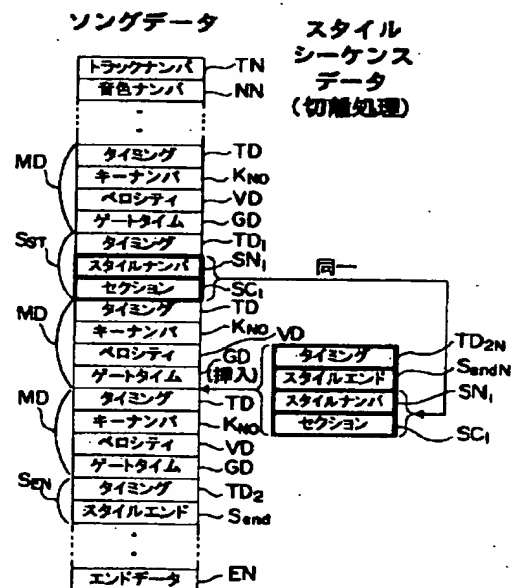 ソングデータ
スタイル
シーケンス
データ
(切離処理)
トラックナンバ TN
音色ナンバ NN
MD
タイミング TD
キーナンバ KNO
ベロシティ VD
ゲートタイム GD
SST
タイミング TD1
スタイルナンバ SN1
セクション SC1
同一
MD
タイミング TD
キーナンバ KNO
ベロシティ VD
ゲートタイム GD
(挿入)
タイミング TD2N
スタイルエンド SendN
スタイルナンバ SN1
セクション SC1
MD
タイミング TD
キーナンバ KNO
ベロシティ VD
ゲートタイム GD
SEN
タイミング TD2
スタイルエンド Send
エンドデータ EN